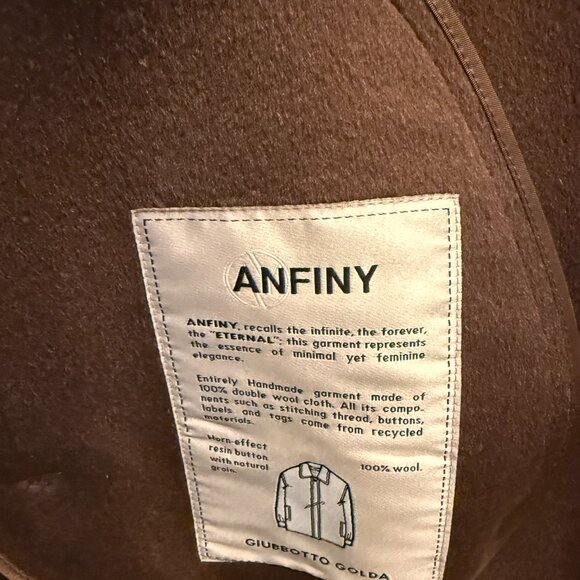 ANFINY
ANFINY, recalls the infinite, the forever,
the "ETERNAL"; this garment represents
the essence of minimal yet feminine
elegance.
Entirely Handmade garment made of
100% double wool cloth. All its compo-
nents such as stitching thread, buttons,
labels and tags come from recycled
materials.
Horn-effect
resin button
with natural
grain.
100% wool.
GIUBBOTTO GOLDA